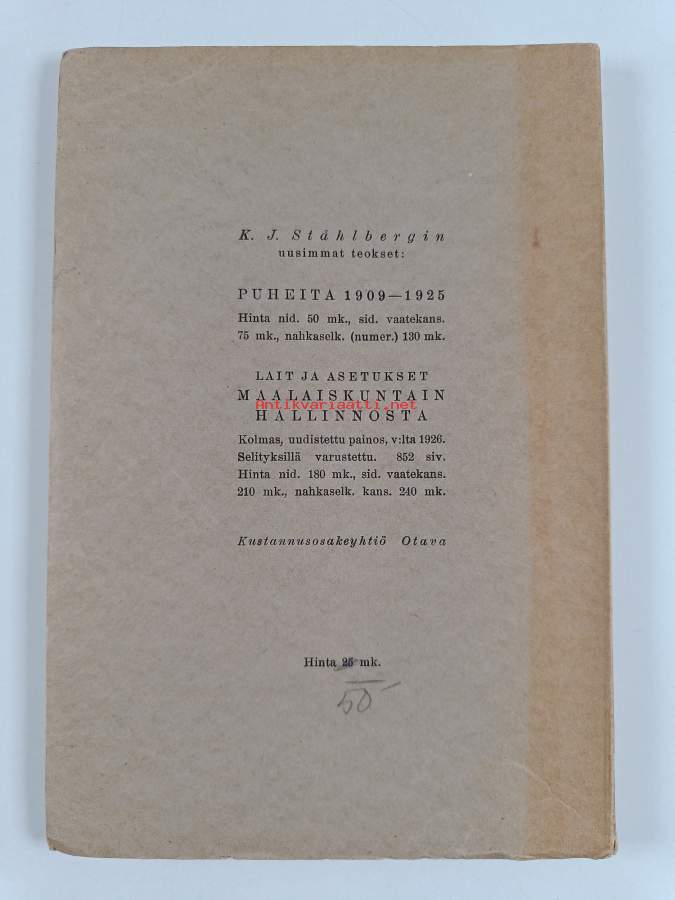 K. J. Ståhlbergin
uusimmat teokset:
PUHEITA 1909—1925
Hinta nid. 50 mk., sid. vaatekans.
75 mk., nahkaselk. (numer.) 130 mk.
LAIT JA ASETUKSET
MAALAISKUNTAIN
Antikvariaatti.net
HALLINNOSTA
Kolmas, uudistettu painos, v:lta 1926.
Selityksillä varustettu. 852 siv.
Hinta nid. 180 mk., sid. vaatekans.
210 mk., nahkaselk. kans. 240 mk.
Kustannusosakeyhtiö Otava
Hinta 25 mk.
50